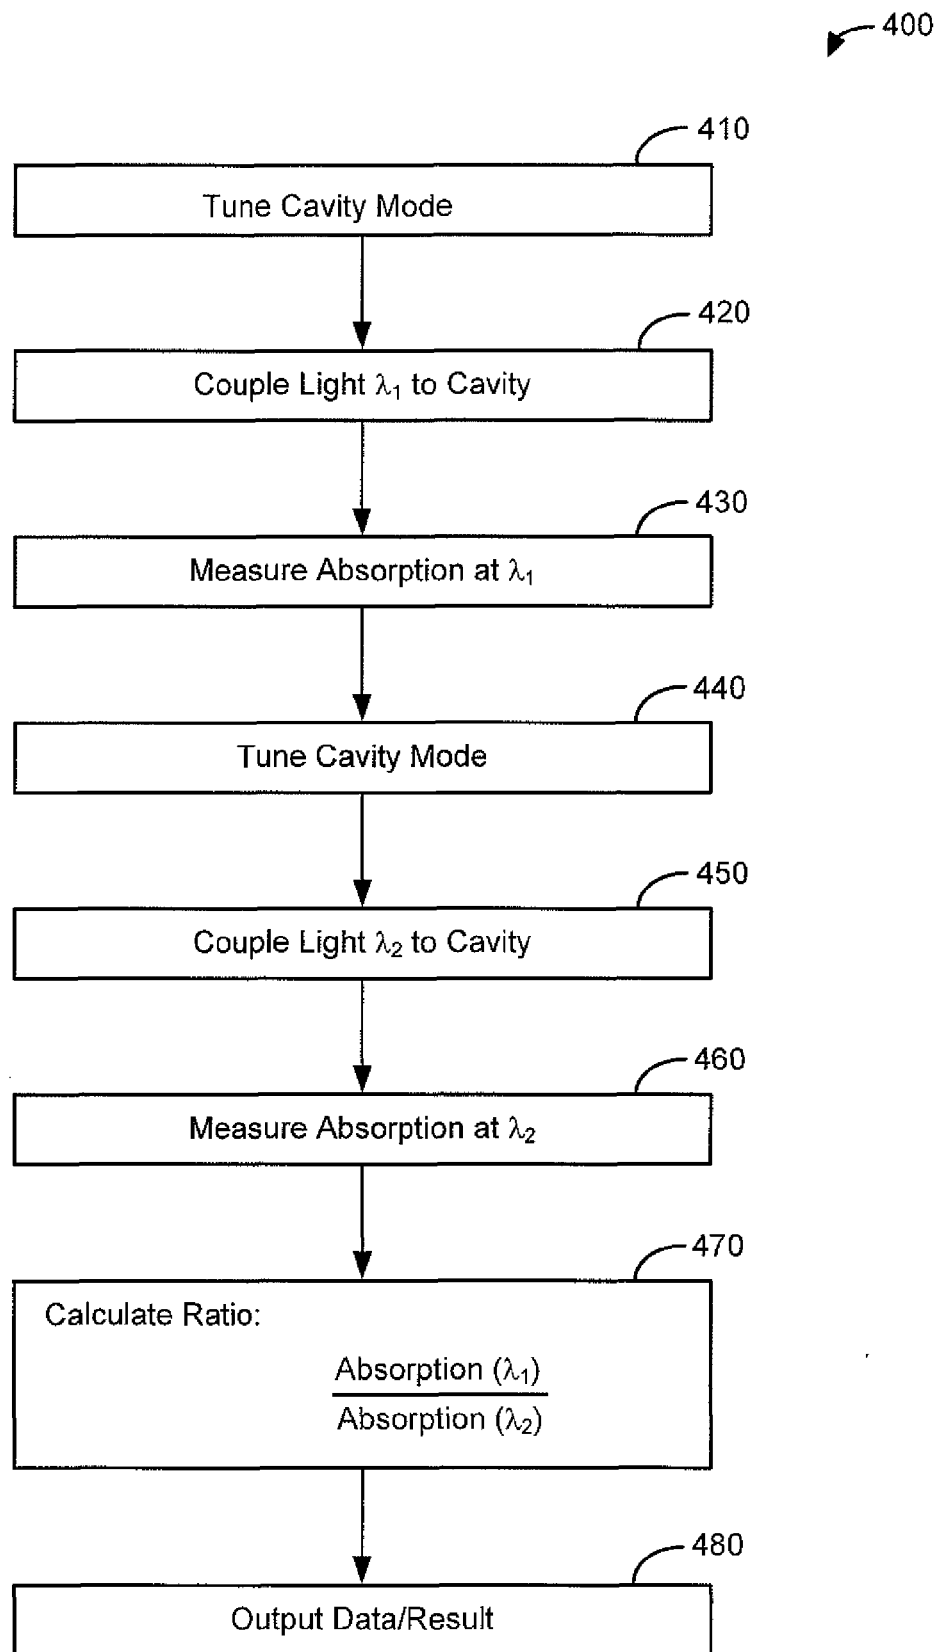 400
410
Tune Cavity Mode
420
Couple Light λ1 to Cavity
430
Measure Absorption at λ1
440
Tune Cavity Mode
450
Couple Light λ2 to Cavity
460
Measure Absorption at λ2
470
Calculate Ratio:
Absorption (λ1)
Absorption (λ2)
480
Output Data/Result